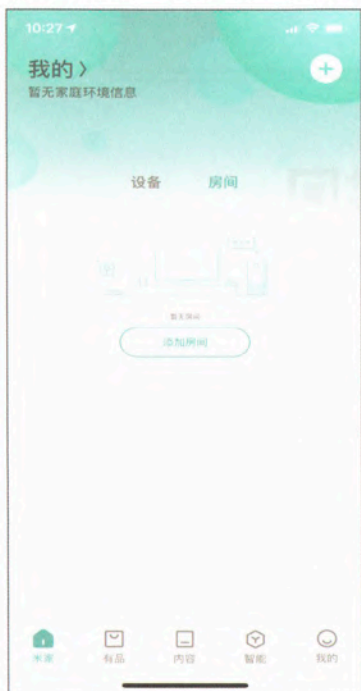 10:27
我的〉
暂无家庭环境信息
设备 房间
暂无房间
添加房间
米家 有品 内容 智能 我的